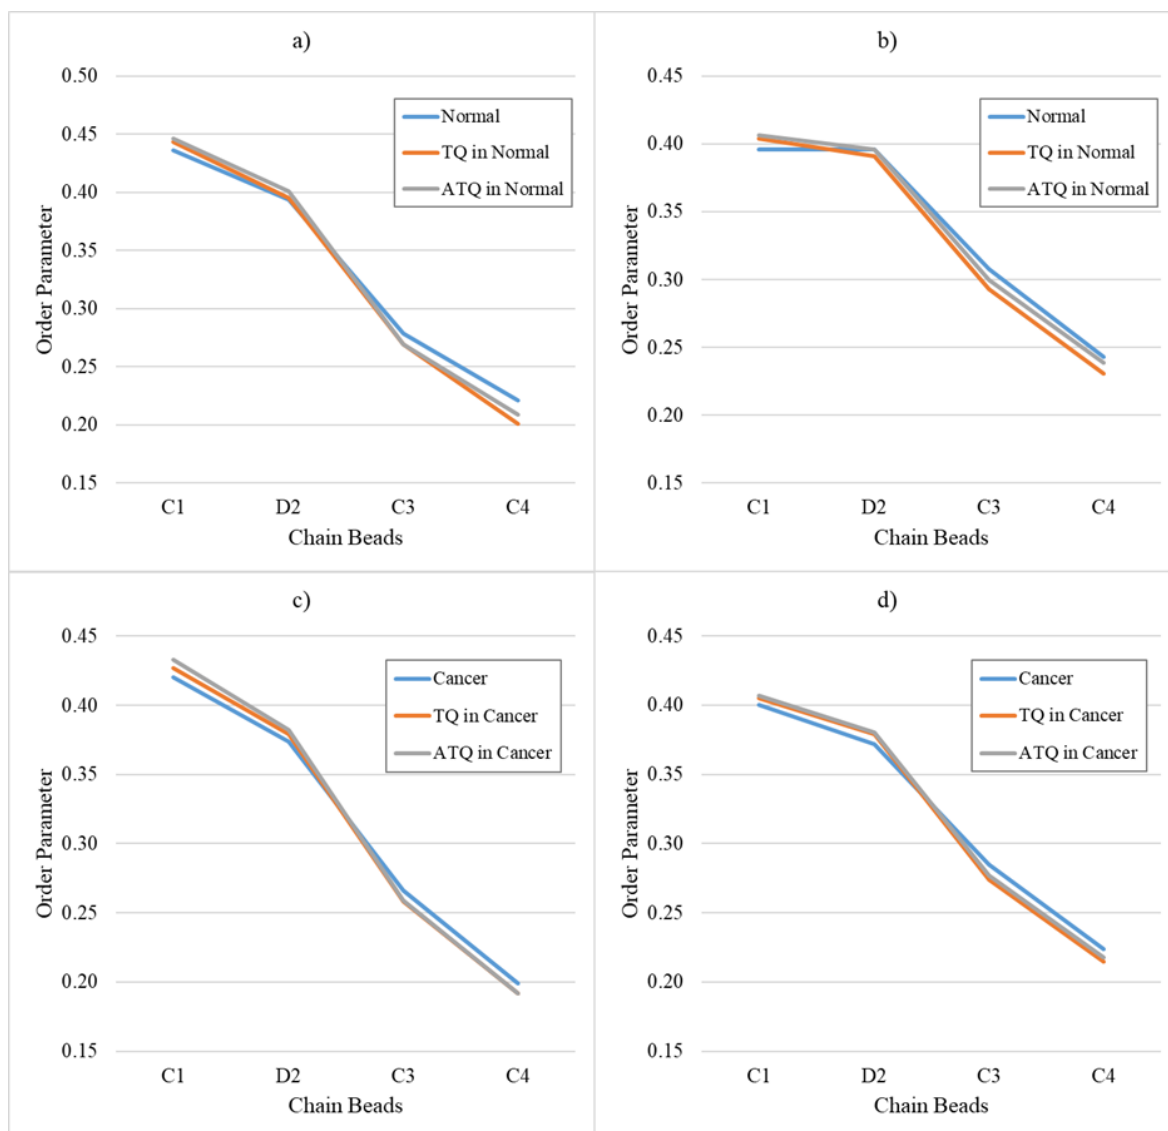 a)
0.50
0.45
0.40
0.35
0.30
0.25
0.20
0.15
Order Parameter
Normal
TQ in Normal
ATQ in Normal
C1 D2 C3 C4
Chain Beads
b)
0.45
0.40
0.35
0.30
0.25
0.20
0.15
Order Parameter
Normal
TQ in Normal
ATQ in Normal
C1 D2 C3 C4
Chain Beads
c)
0.45
0.40
0.35
0.30
0.25
0.20
0.15
Order Parameter
Cancer
TQ in Cancer
ATQ in Cancer
C1 D2 C3 C4
Chain Beads
d)
0.45
0.40
0.35
0.30
0.25
0.20
0.15
Order Parameter
Cancer
TQ in Cancer
ATQ in Cancer
C1 D2 C3 C4
Chain Beads